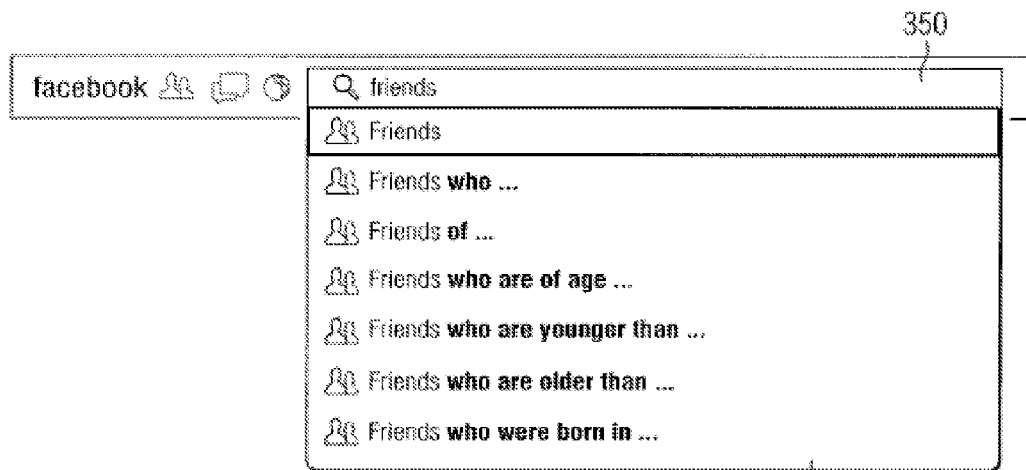 350
facebook friends
Friends
Friends who ...
Friends of ...
Friends who are of age ...
Friends who are younger than ...
Friends who are older than ...
Friends who were born in ...